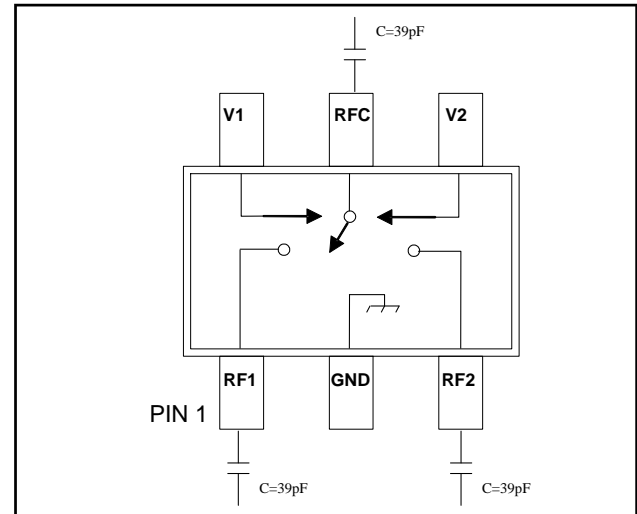 C=39pF
V1
RFC
V2
RF1
GND
RF2
PIN 1
C=39pF
C=39pF